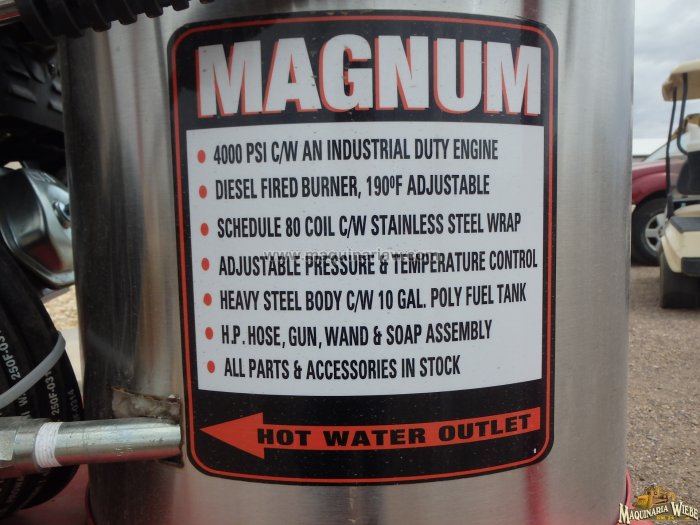 MAGNUM
• 4000 PSI C/W AN INDUSTRIAL DUTY ENGINE
• DIESEL FIRED BURNER, 190ºF ADJUSTABLE
• SCHEDULE 80 COIL C/W STAINLESS STEEL WRAP
• ADJUSTABLE PRESSURE & TEMPERATURE CONTROL
• HEAVY STEEL BODY C/W 10 GAL. POLY FUEL TANK
• H.P. HOSE, GUN, WAND & SOAP ASSEMBLY
• ALL PARTS & ACCESSORIES IN STOCK
HOT WATER OUTLET
MAQUINARIA WIEBE